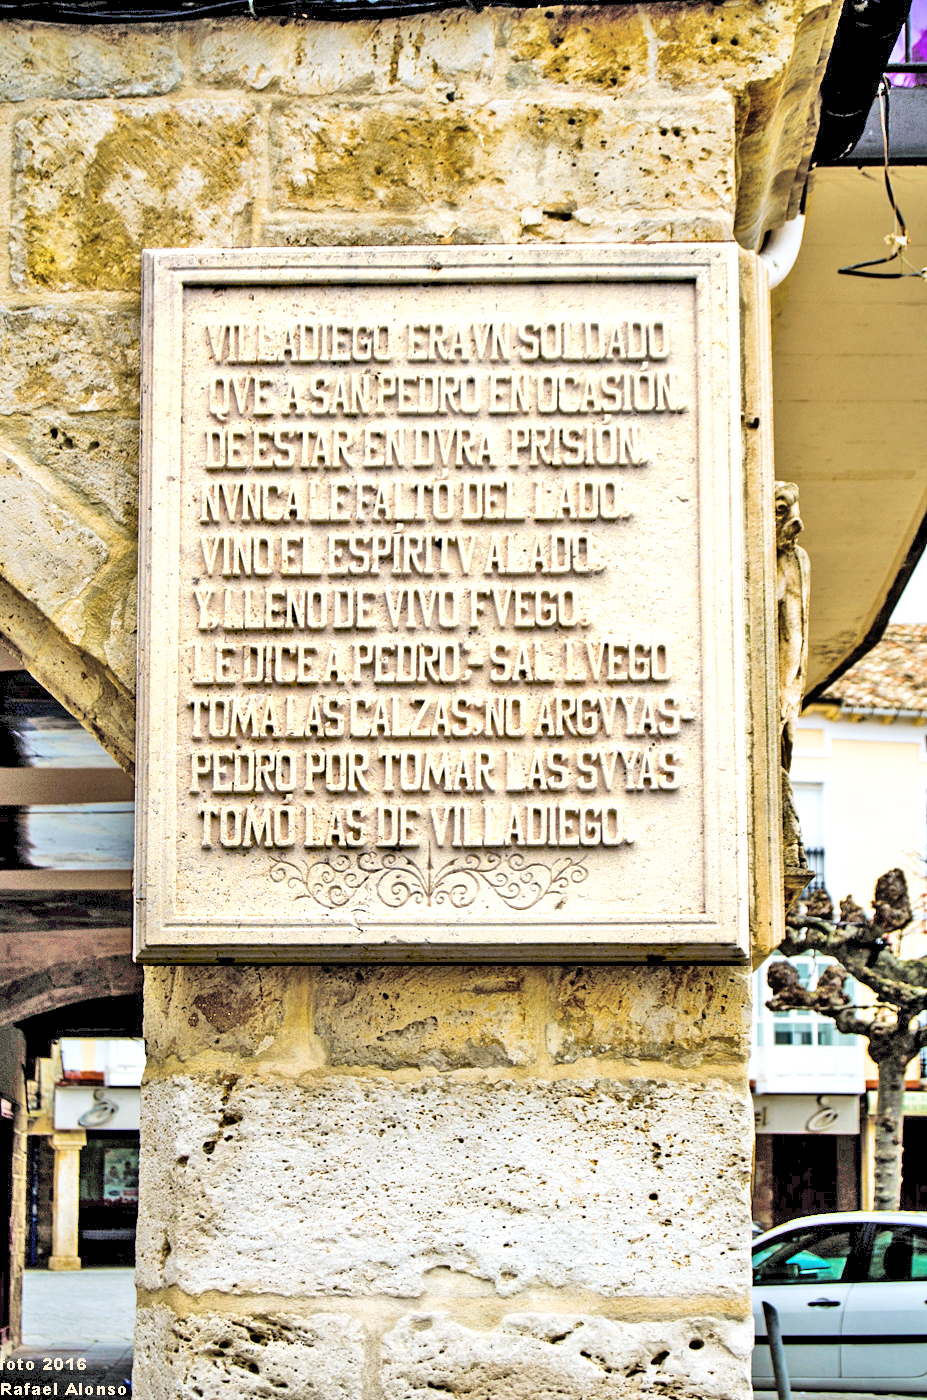 VILLADIEGO ERA VN SOLDADO
QVE A SAN PEDRO EN OCASIÓN.
DE ESTAR EN DVRA PRISIÓN.
NVNCA LE FALTÓ DEL LADO.
VINO EL ESPÍRITV ALADO.
Y LLENO DE VIVO FVEGO.
LE DICE A PEDRO.-SAL LVEGO
TOMA LAS CALZAS NO ARGVYAS-
PEDRO POR TOMAR LAS SVYAS
TOMÓ LAS DE VILLADIEGO.
foto 2016
Rafael Alonso